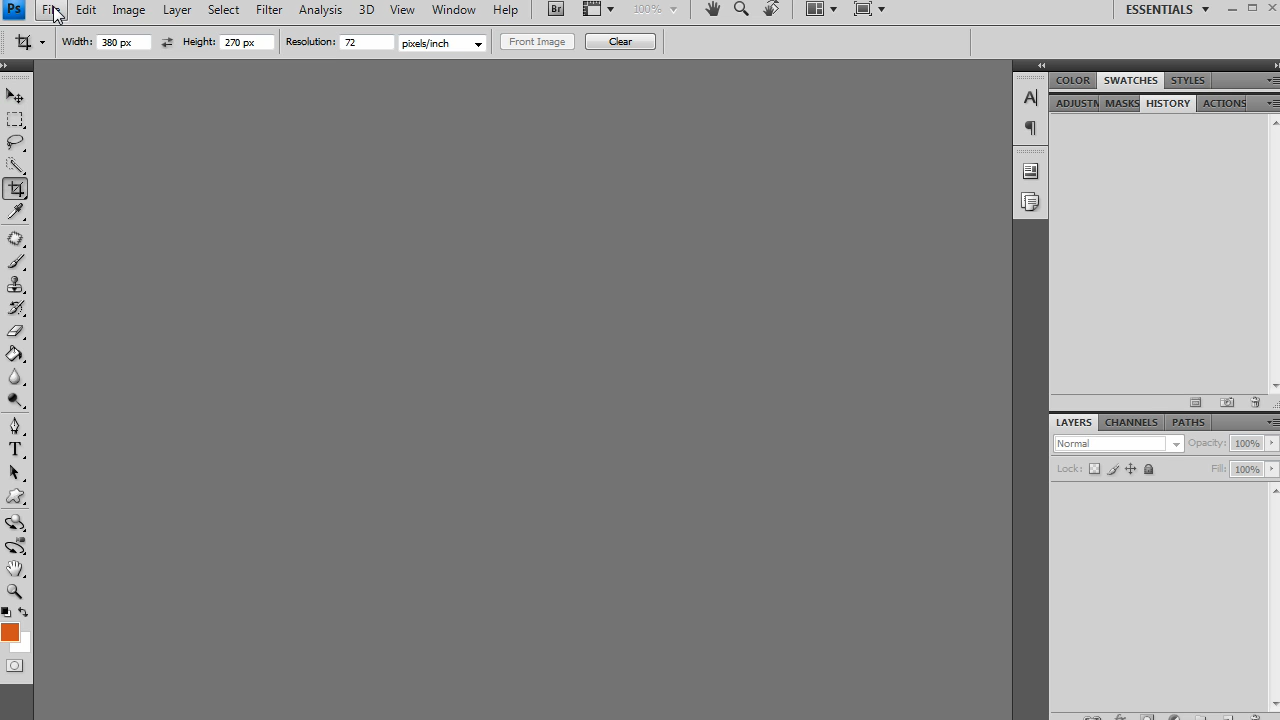 Ps File Edit Image Layer Select Filter Analysis 3D View Window Help Br 100% ESSENTIALS
Width: 380 px Height: 270 px Resolution: 72 pixels/inch Front Image Clear
COLOR SWATCHES STYLES
ADJUSTM MASKS HISTORY ACTIONS
A
¶
T
LAYERS CHANNELS PATHS
Normal Opacity: 100%
Lock: Fill: 100%